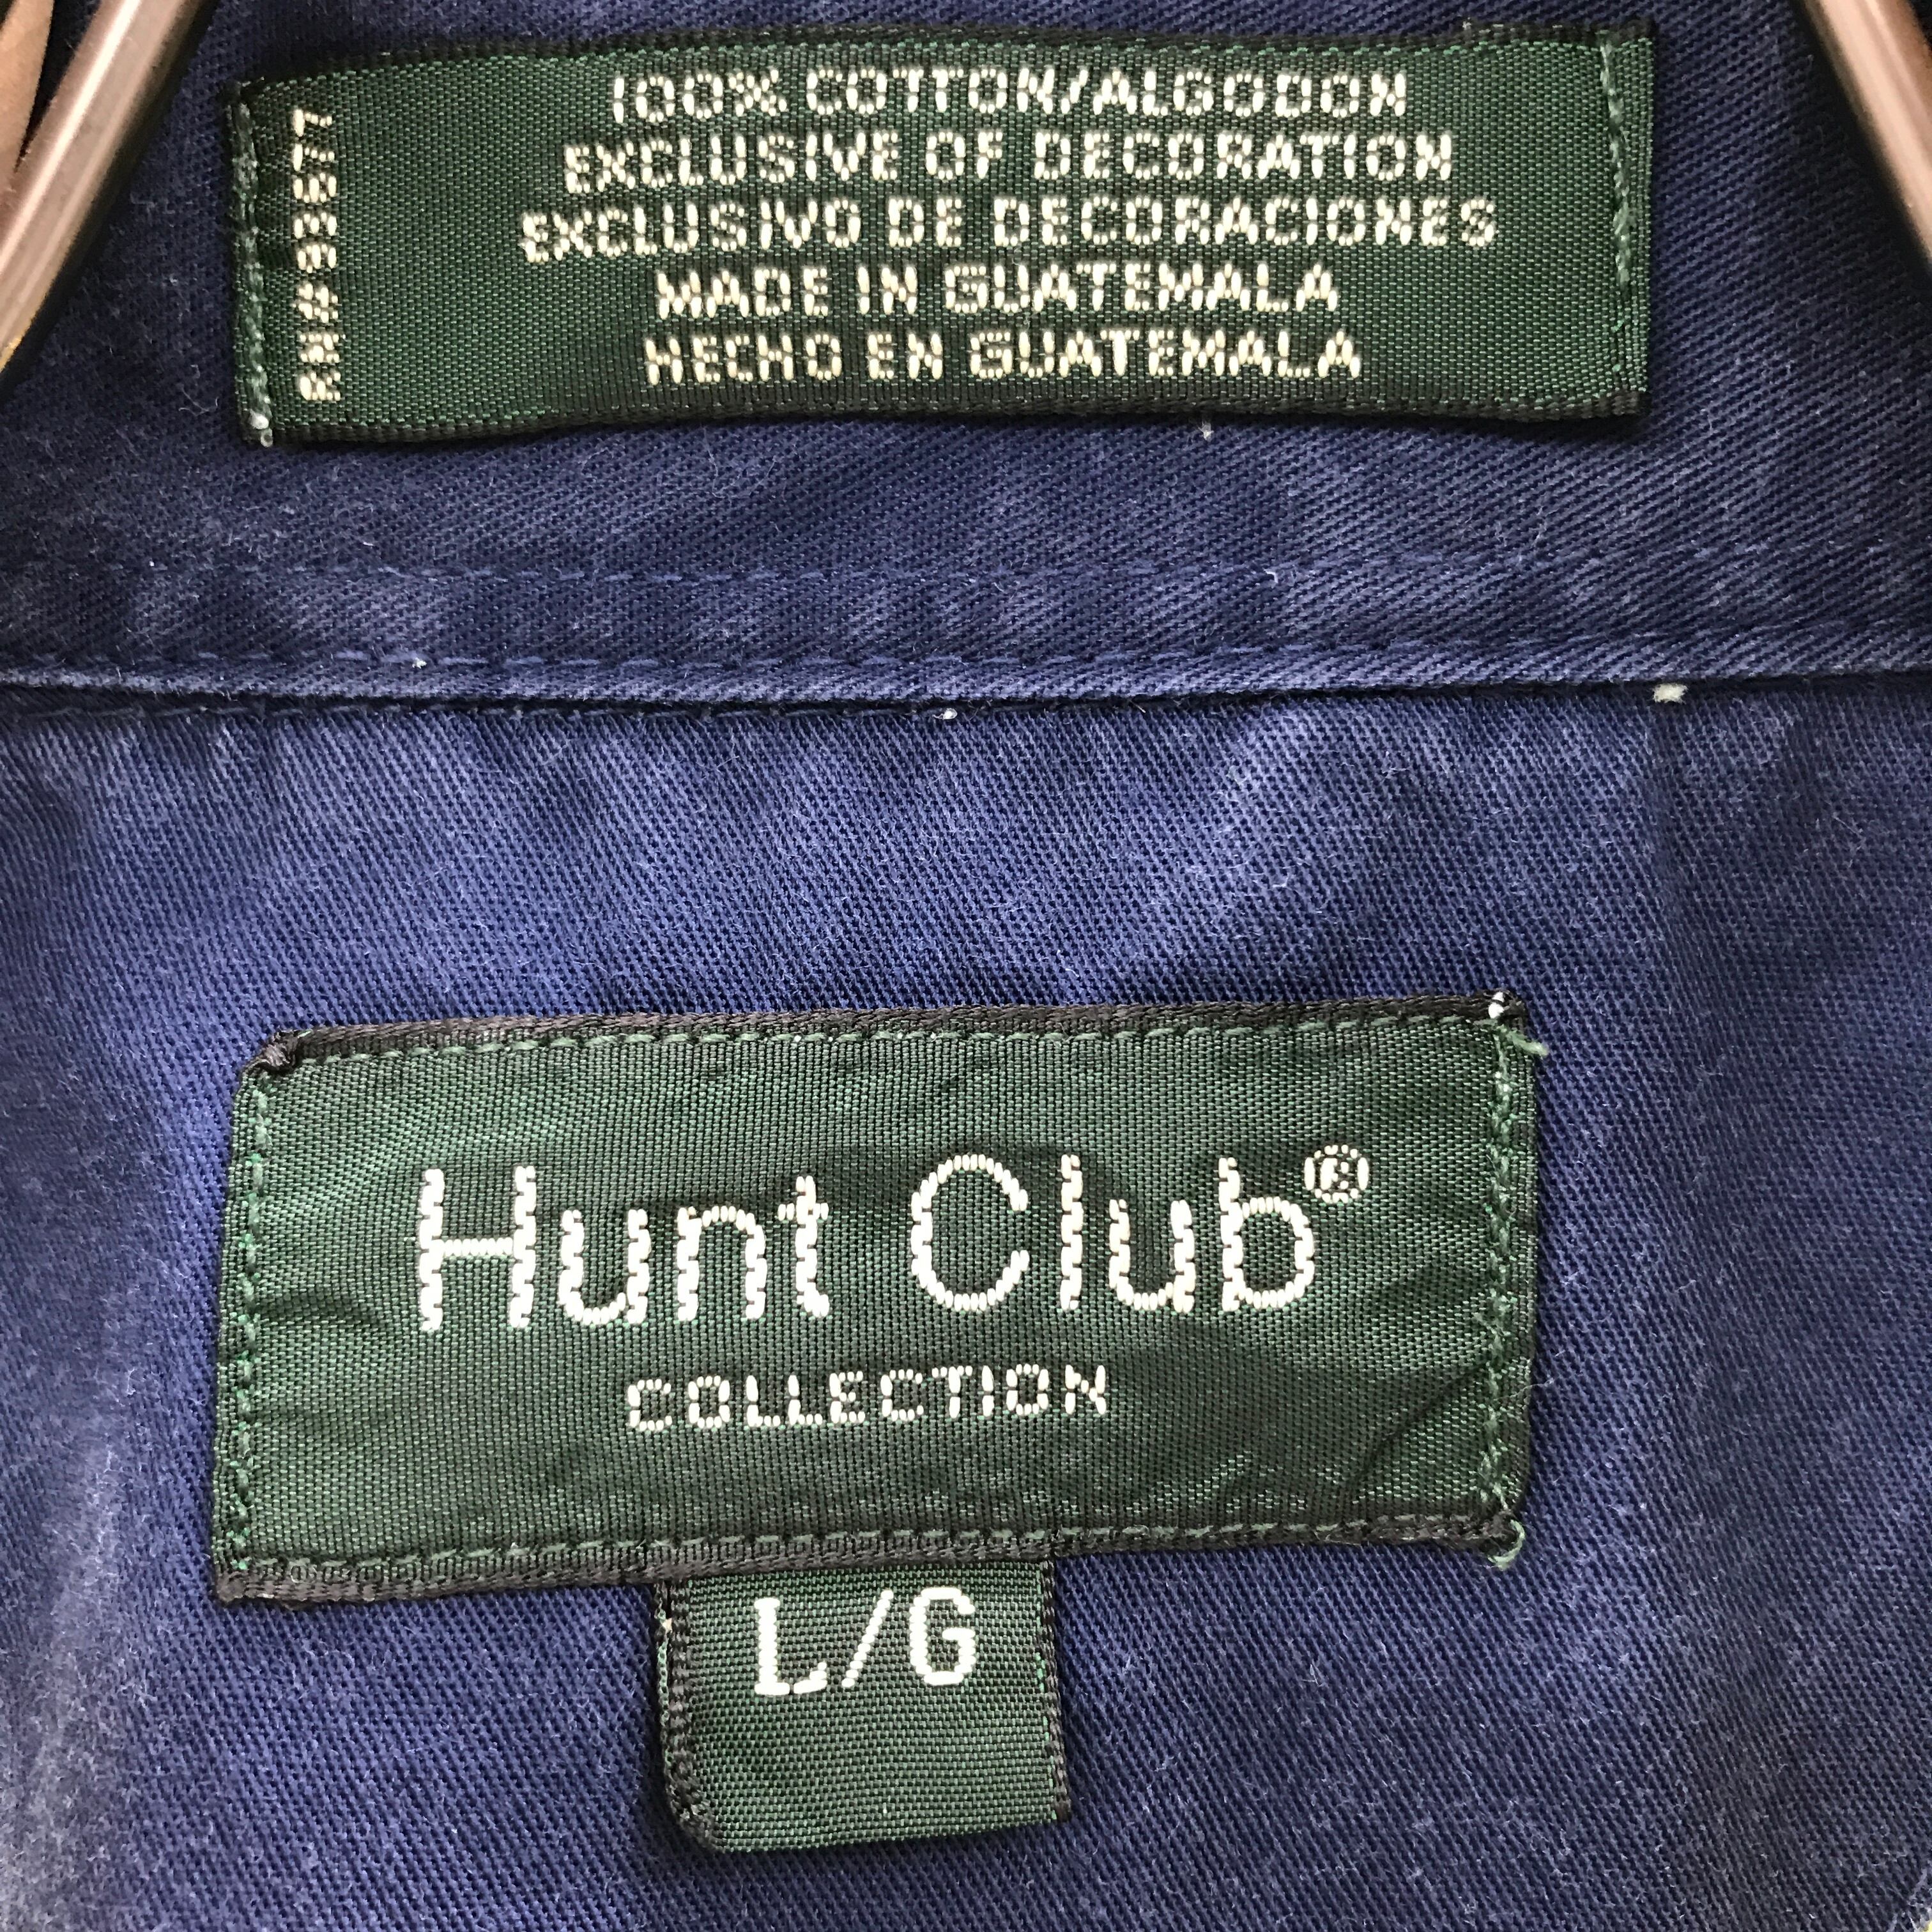 100% COTTON/ALGODON
EXCLUSIVE OF DECORATION
EXCLUSIVO DE DECORACIONES
MADE IN GUATEMALA
HECHO EN GUATEMALA
RN#93677
Hunt Club®
COLLECTION
L/G